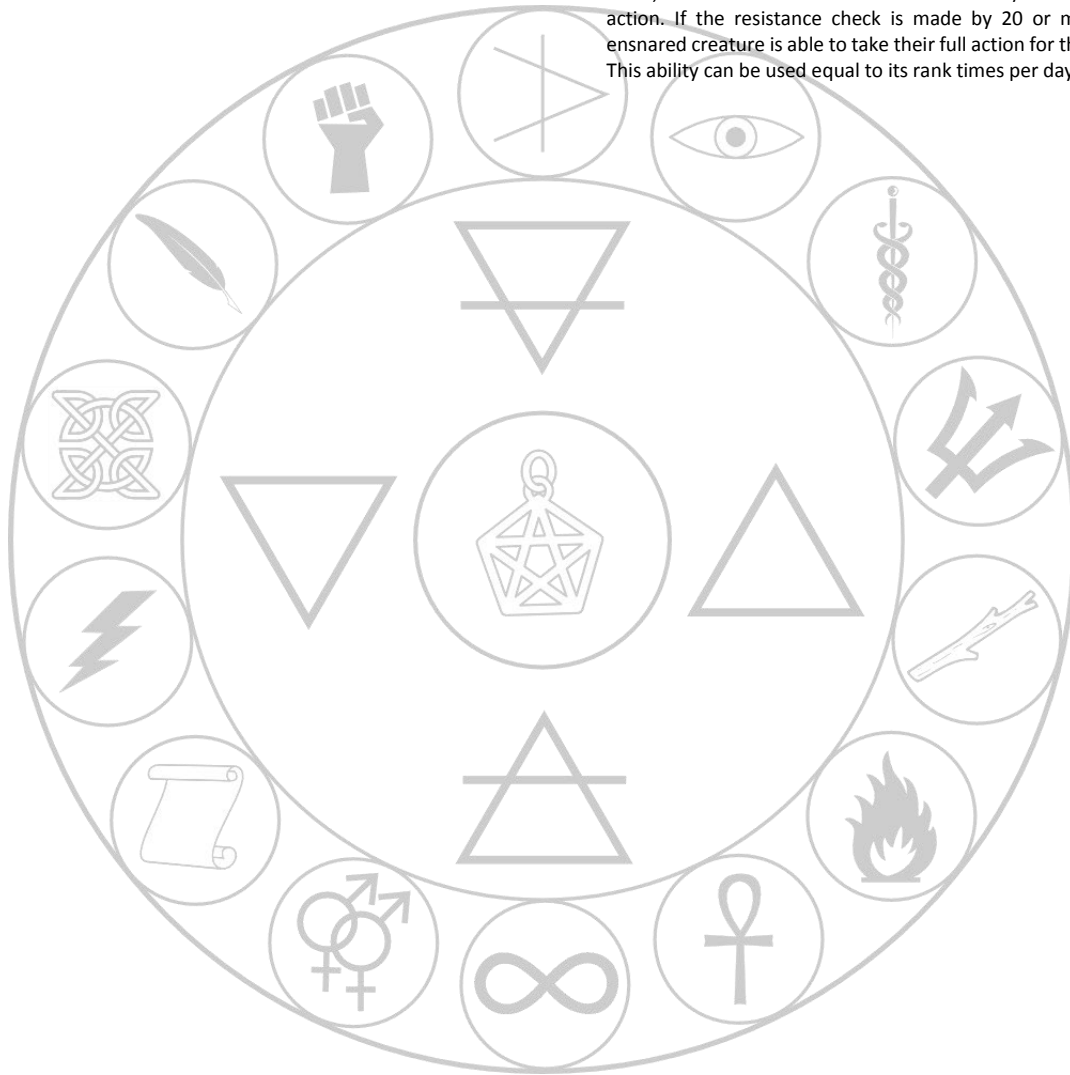 action. If the resistance check is made by 20 or
ensnared creature is able to take their full action for
This ability can be used equal to its rank times per day